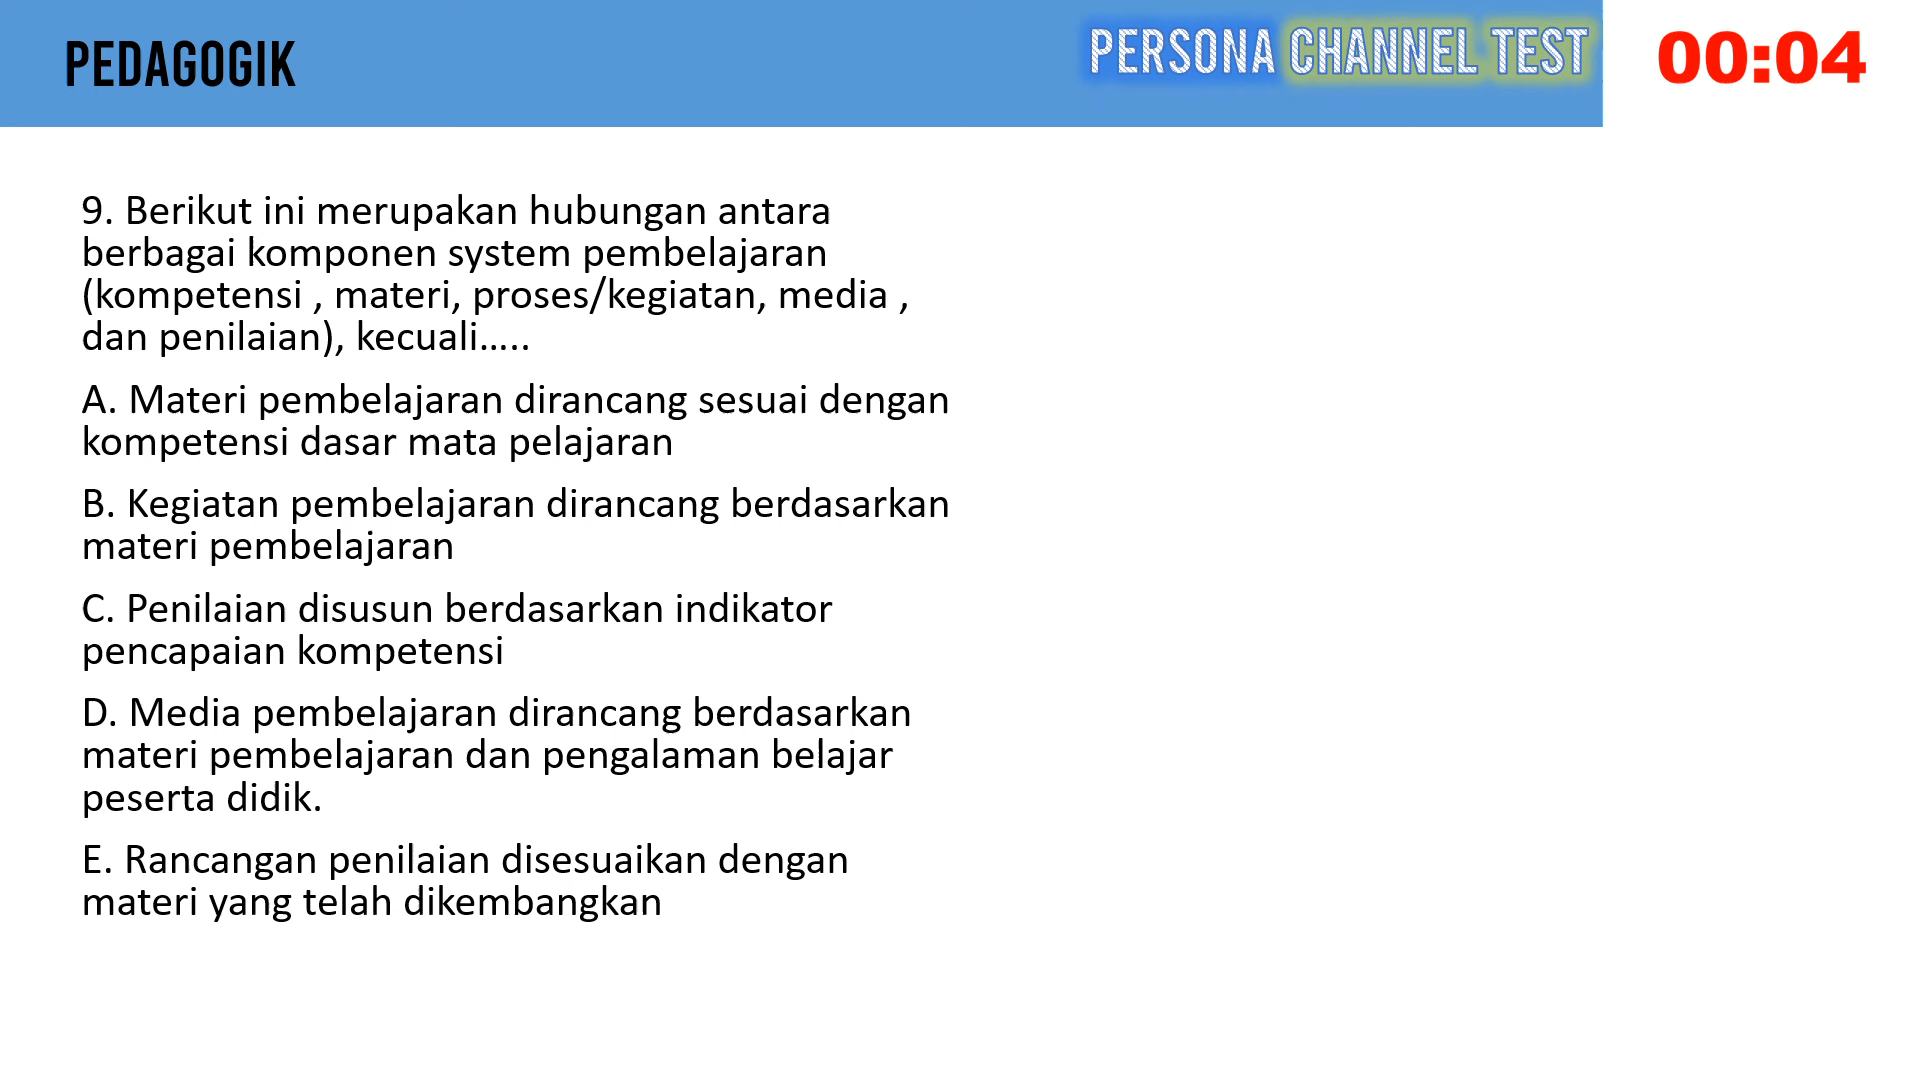 PEDAGOGIK
PERSONA CHANNEL TEST
00:04
9. Berikut ini merupakan hubungan antara
berbagai komponen system pembelajaran
(kompetensi , materi, proses/kegiatan, media ,
dan penilaian), kecuali.....
A. Materi pembelajaran dirancang sesuai dengan
kompetensi dasar mata pelajaran
B. Kegiatan pembelajaran dirancang berdasarkan
materi pembelajaran
C. Penilaian disusun berdasarkan indikator
pencapaian kompetensi
D. Media pembelajaran dirancang berdasarkan
materi pembelajaran dan pengalaman belajar
peserta didik.
E. Rancangan penilaian disesuaikan dengan
materi yang telah dikembangkan